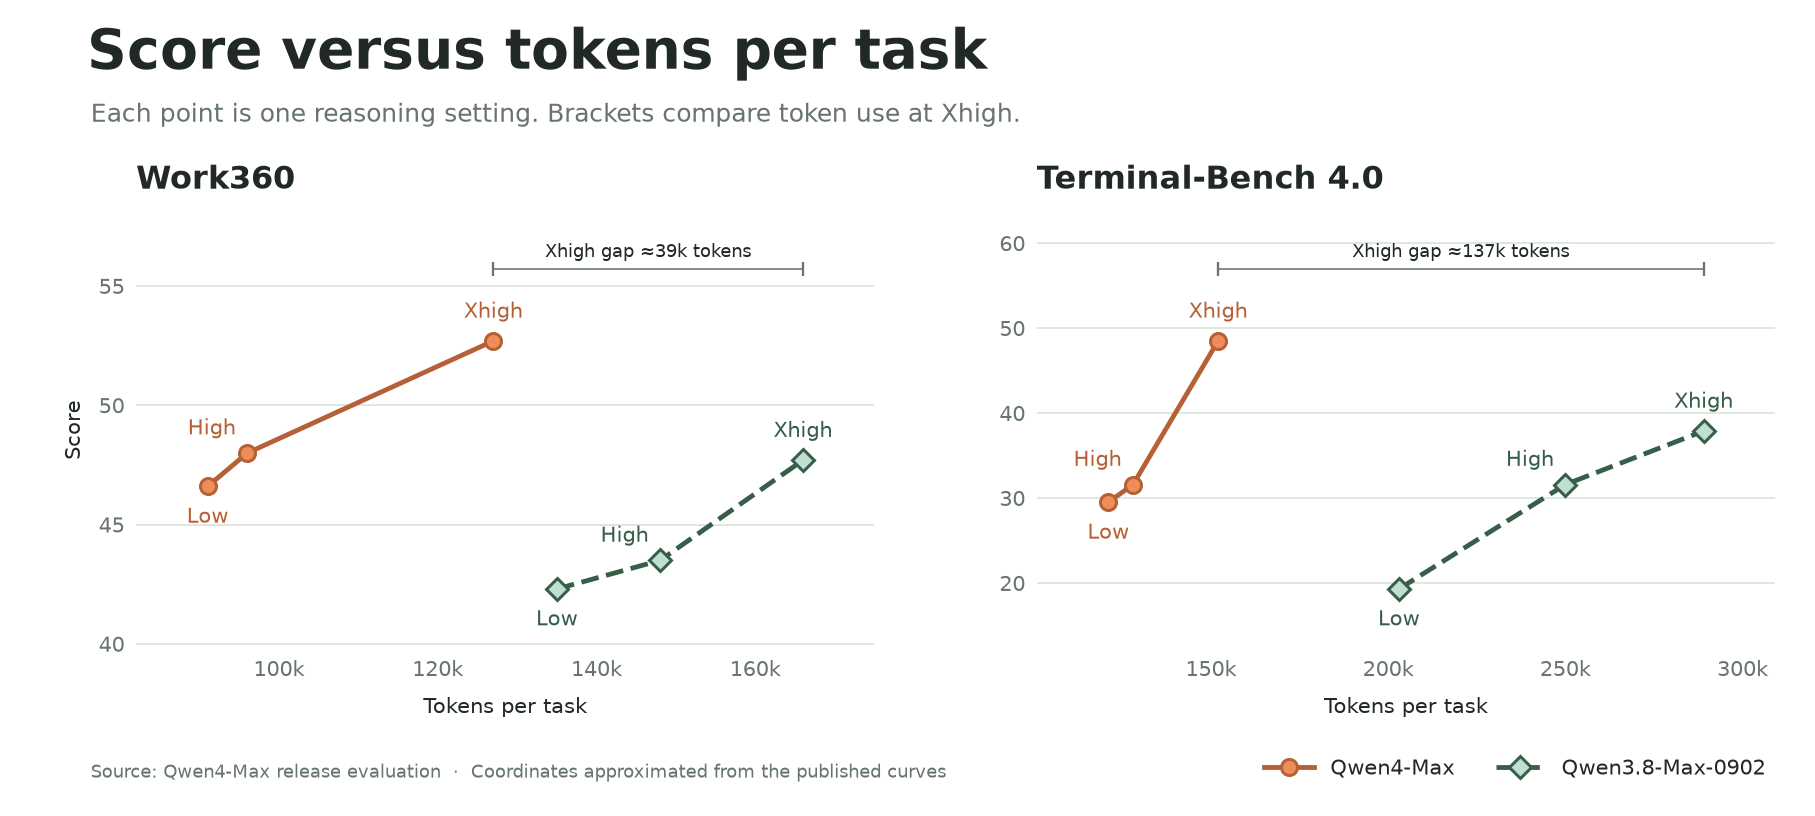 Score versus tokens per task
Each point is one reasoning setting. Brackets compare token use at Xhigh.
Work360
Xhigh gap ≈39k tokens
55
50
45
40
Score
Xhigh
High
Low
Xhigh
High
Low
100k
120k
140k
160k
Tokens per task
Terminal-Bench 4.0
60
50
40
30
20
Xhigh gap ≈137k tokens
Xhigh
High
Low
Xhigh
High
Low
150k
200k
250k
300k
Tokens per task
Source: Qwen4-Max release evaluation · Coordinates approximated from the published curves
Qwen4-Max
Qwen3.8-Max-0902